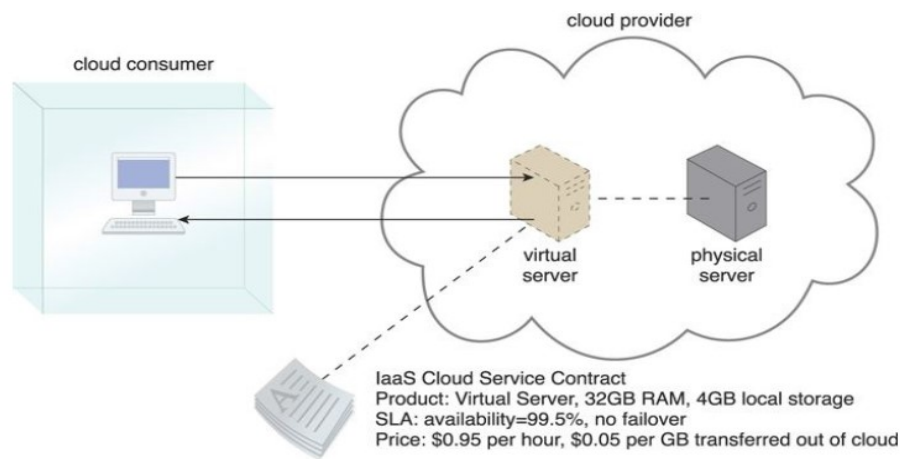 cloud provider
cloud consumer
virtual
server
physical
server
IaaS Cloud Service Contract
Product: Virtual Server, 32GB RAM, 4GB local storage
SLA: availability=99.5%, no failover
Price: $0.95 per hour, $0.05 per GB transferred out of cloud
A